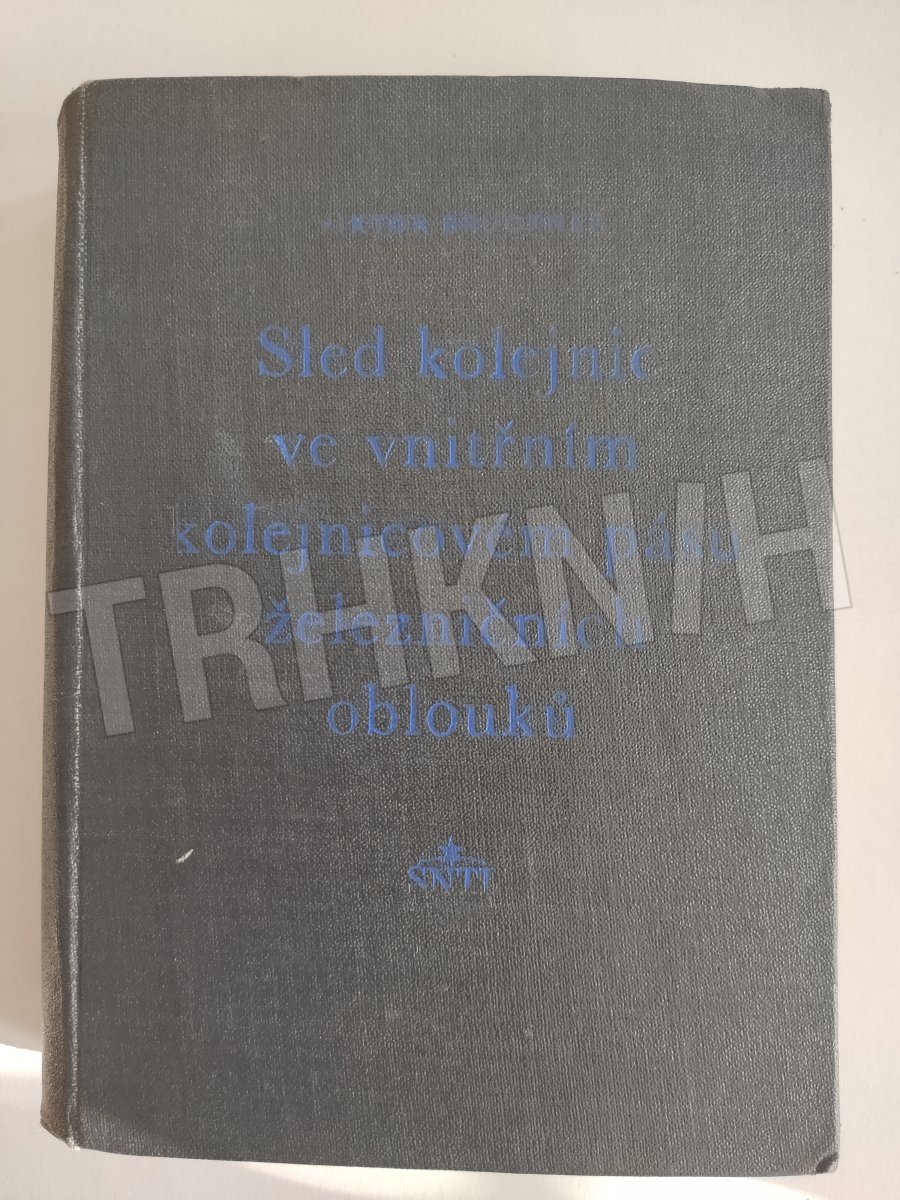 Sled kolejnic
ve vnitřním
kolejnicovém pásu
železničních
oblouků
SNTL
TRHKNIH